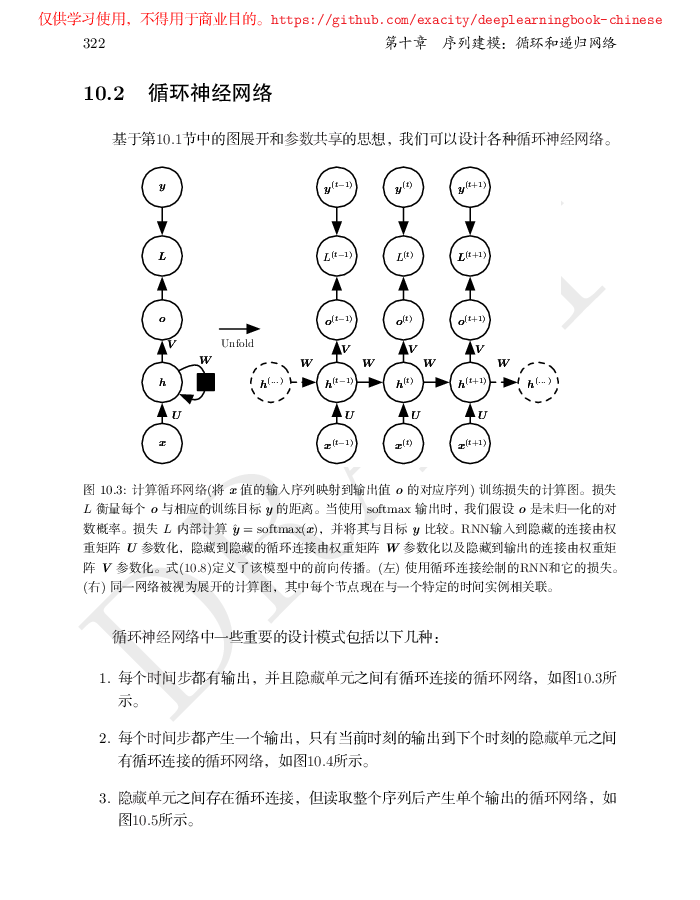 仅供学习使用，不得用于商业目的。https://github.com/exacity/deeplearningbook-chinese
322 第十章 序列建模：循环和递归网络
10.2 循环神经网络
基于第10.1节中的图展开和参数共享的思想，我们可以设计各种循环神经网络。
y y(t−1) y(t) y(t+1)
L L(t−1) L(t) L(t+1)
o o(t−1) o(t) o(t+1)
Unfold
V V V V
W W W W W
h h(...) h(t−1) h(t) h(t+1) h(...)
U U U U
x x(t−1) x(t) x(t+1)
图 10.3: 计算循环网络(将 x 值的输入序列映射到输出值 o 的对应序列) 训练损失的计算图。损失
L 衡量每个 o 与相应的训练目标 y 的距离。当使用 softmax 输出时，我们假设 o 是未归一化的对
数概率。损失 L 内部计算 ŷ = softmax(x)，并将其与目标 y 比较。RNN输入到隐藏的连接由权
重矩阵 U 参数化，隐藏到隐藏的循环连接由权重矩阵 W 参数化以及隐藏到输出的连接由权重矩
阵 V 参数化。式(10.8)定义了该模型中的前向传播。(左) 使用循环连接绘制的RNN和它的损失。
(右) 同一网络被视为展开的计算图，其中每个节点现在与一个特定的时间实例相关联。
循环神经网络中一些重要的设计模式包括以下几种：
1. 每个时间步都有输出，并且隐藏单元之间有循环连接的循环网络，如图10.3所
示。
2. 每个时间步都产生一个输出，只有当前时刻的输出到下个时刻的隐藏单元之间
有循环连接的循环网络，如图10.4所示。
3. 隐藏单元之间存在循环连接，但读取整个序列后产生单个输出的循环网络，如
图10.5所示。
DRAFT